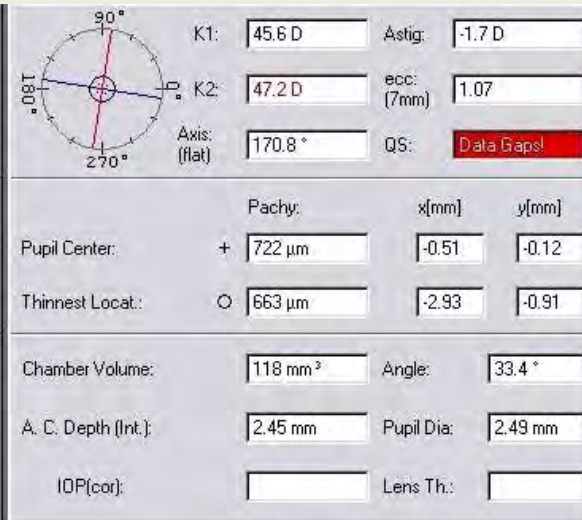 90°
180°
0°
270°
K1: 45.6 D Astig: -1.7 D
K2: 47.2 D ecc: (7mm) 1.07
Axis: (flat) 170.8 ° QS: Data Gaps!
Pachy: x[mm] y[mm]
Pupil Center: + 722 µm -0.51 -0.12
Thinnest Locat.: O 663 µm -2.93 -0.91
Chamber Volume: 118 mm³ Angle: 33.4 °
A. C. Depth (Int.): 2.45 mm Pupil Dia: 2.49 mm
IOP(cor): Lens Th.: